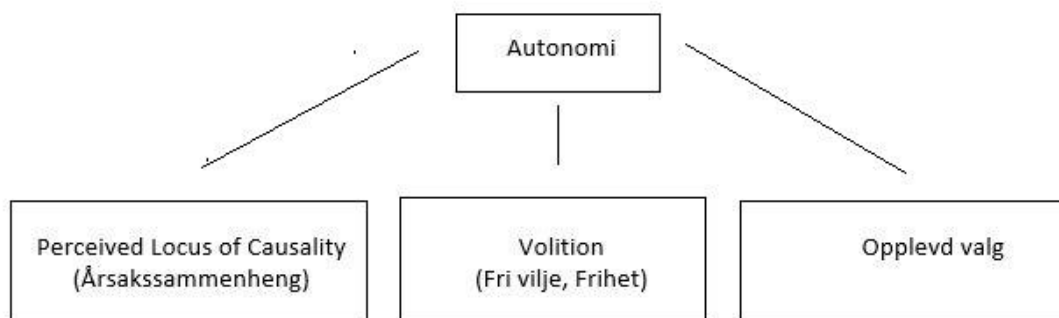 Autonomi
Perceived Locus of Causality
(Årsakssammenheng)
Volition
(Fri vilje, Frihet)
Opplevd valg